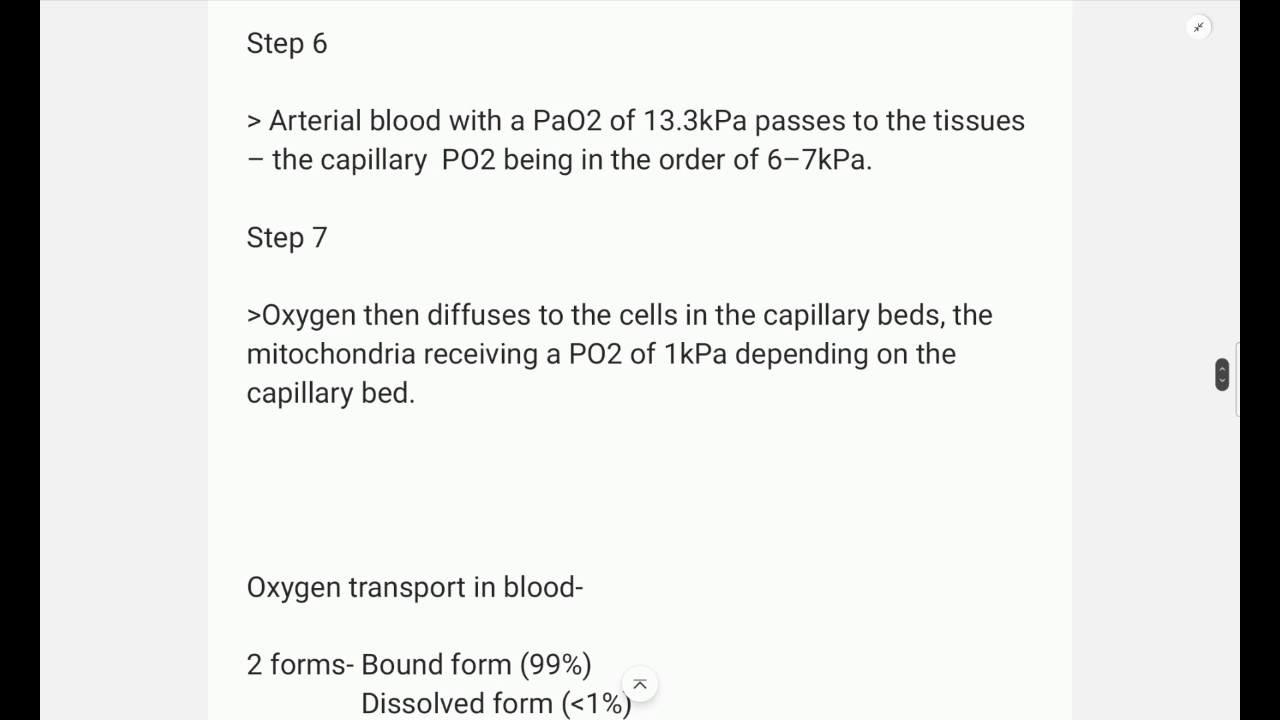 Step 6
> Arterial blood with a PaO2 of 13.3kPa passes to the tissues
– the capillary  PO2 being in the order of 6–7kPa.
Step 7
>Oxygen then diffuses to the cells in the capillary beds, the
mitochondria receiving a PO2 of 1kPa depending on the
capillary bed.
Oxygen transport in blood-
2 forms- Bound form (99%)
Dissolved form (<1%)